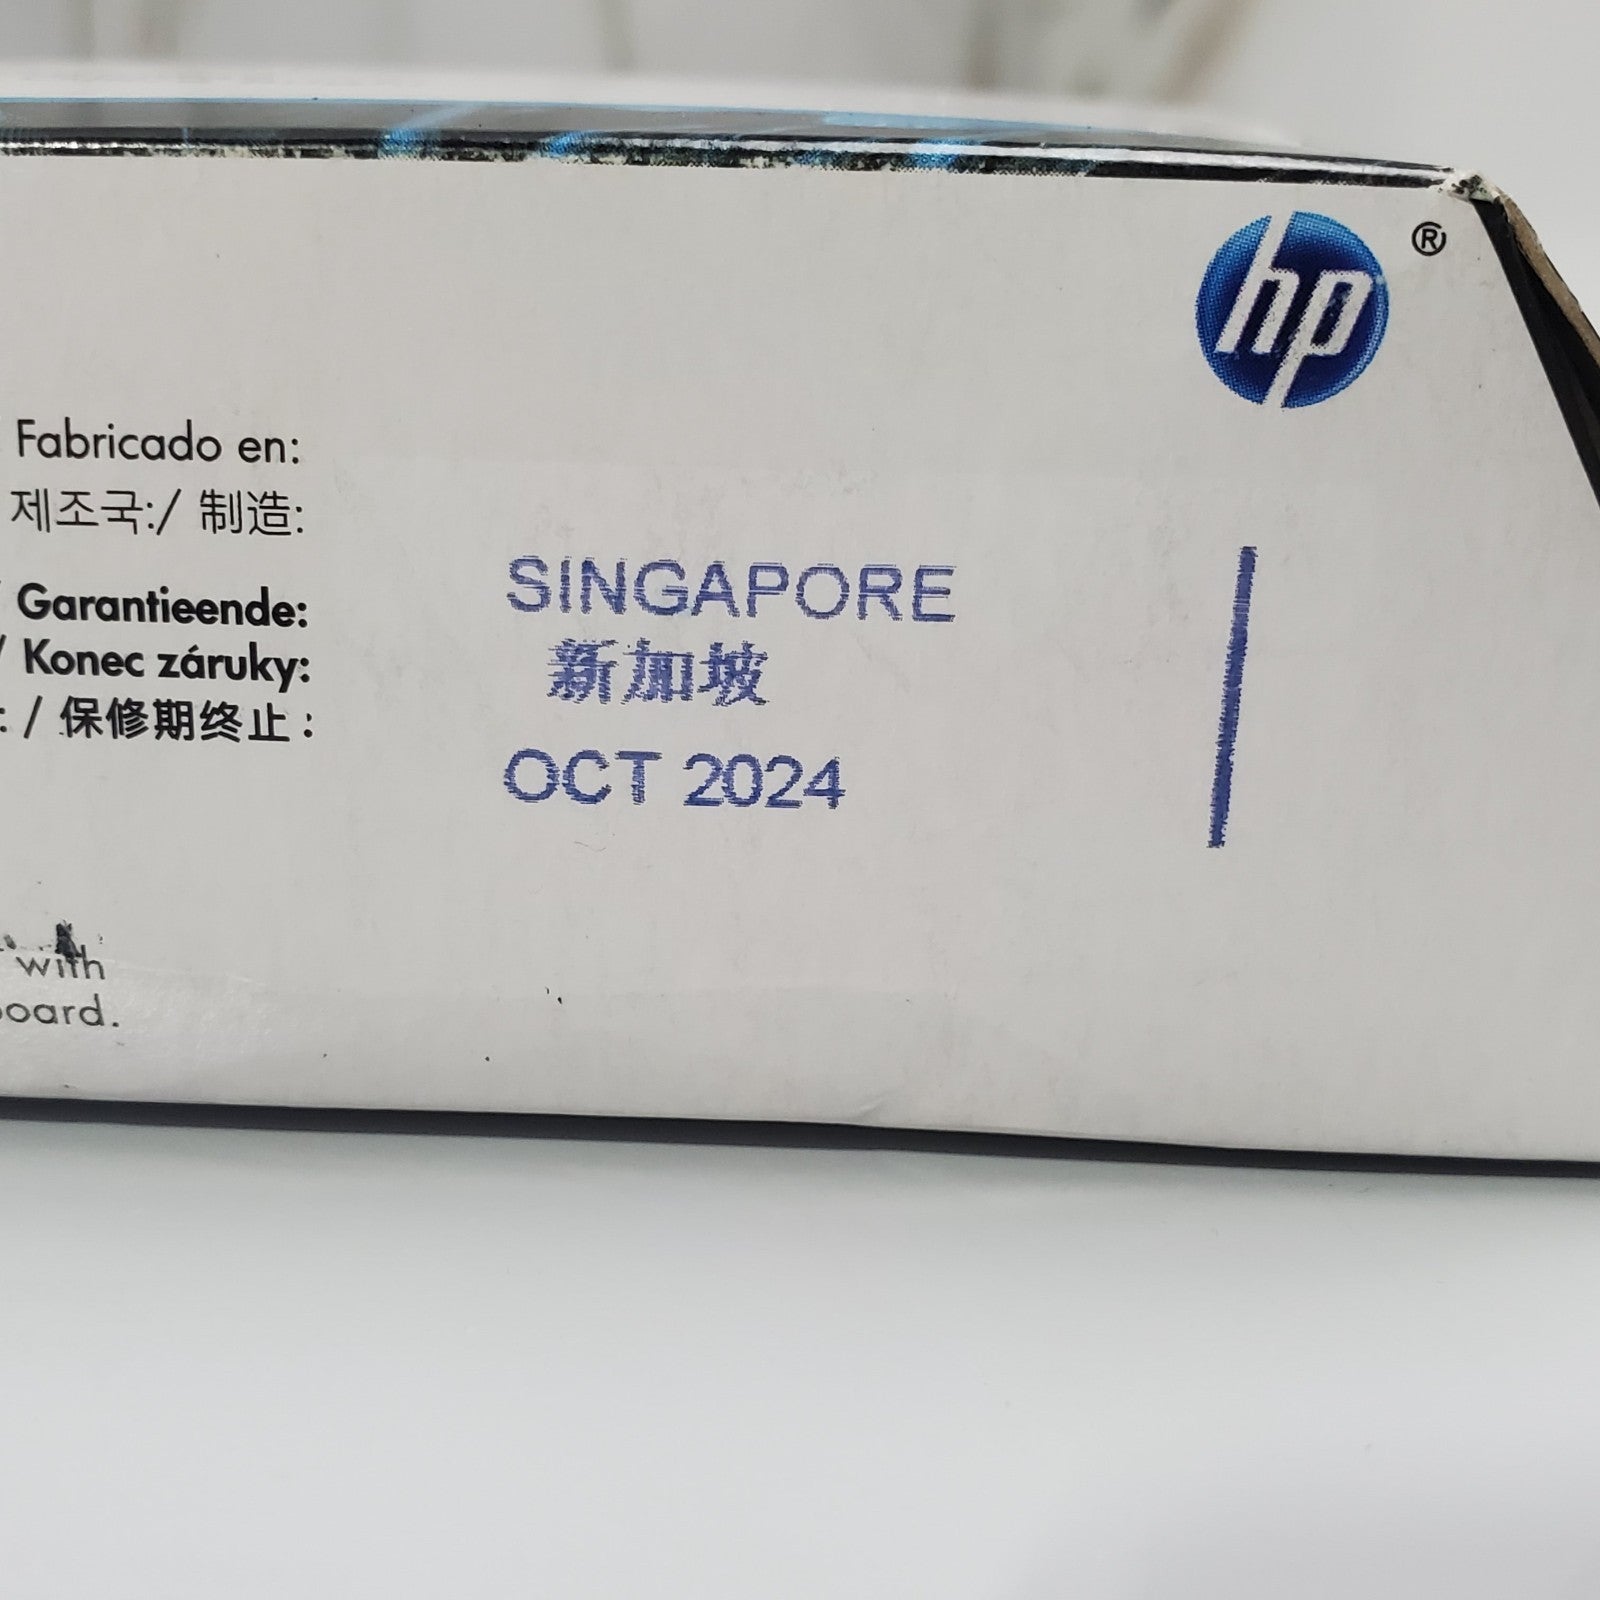 hp ®
Fabricado en:
제조국:/ 制造:
SINGAPORE
/ Garantieende:
新加坡
/ Konec záruky:
: / 保修期终止 :
OCT 2024
with
board.